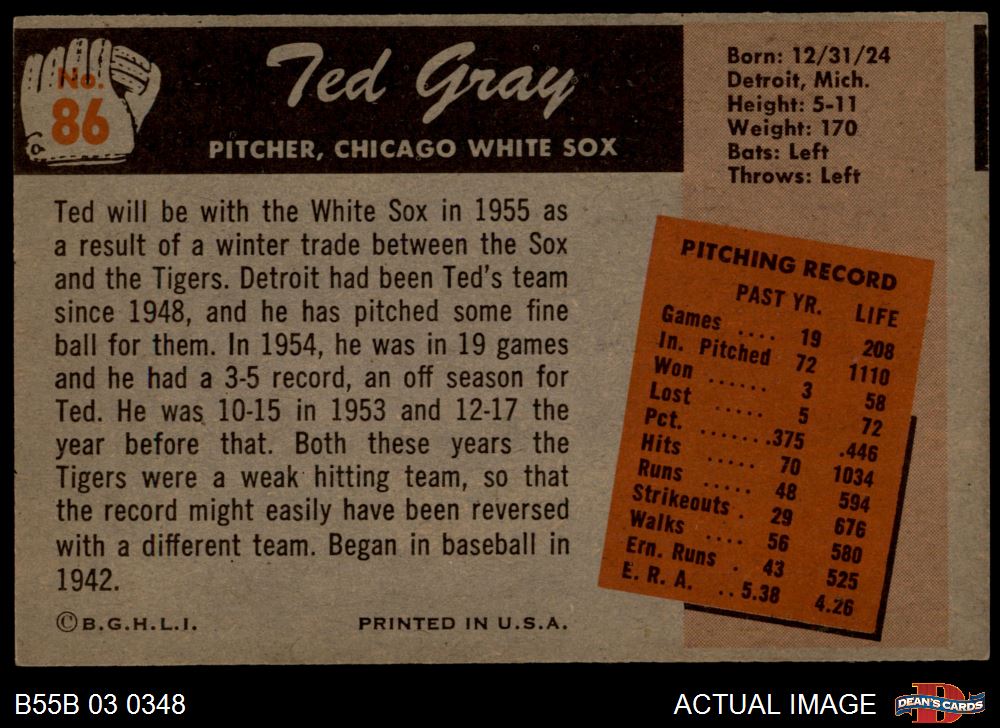 No.
86
Ted Gray
PITCHER, CHICAGO WHITE SOX
Born: 12/31/24
Detroit, Mich.
Height: 5-11
Weight: 170
Bats: Left
Throws: Left
Ted will be with the White Sox in 1955 as
a result of a winter trade between the Sox
and the Tigers. Detroit had been Ted's team
since 1948, and he has pitched some fine
ball for them. In 1954, he was in 19 games
and he had a 3-5 record, an off season for
Ted. He was 10-15 in 1953 and 12-17 the
year before that. Both these years the
Tigers were a weak hitting team, so that
the record might easily have been reversed
with a different team. Began in baseball in
1942.
PITCHING RECORD
PAST YR. LIFE
Games .... 19 208
In. Pitched 72 1110
Won ...... 3 58
Lost ..... 5 72
Pct. .......375 .446
Hits ..... 70 1034
Runs ..... 48 594
Strikeouts . 29 676
Walks .... 56 580
Ern. Runs . 43 525
E. R. A. ..5.38 4.26
©B.G.H.L.I. PRINTED IN U.S.A.
B55B 03 0348 ACTUAL IMAGE
D
DEAN'S CARDS